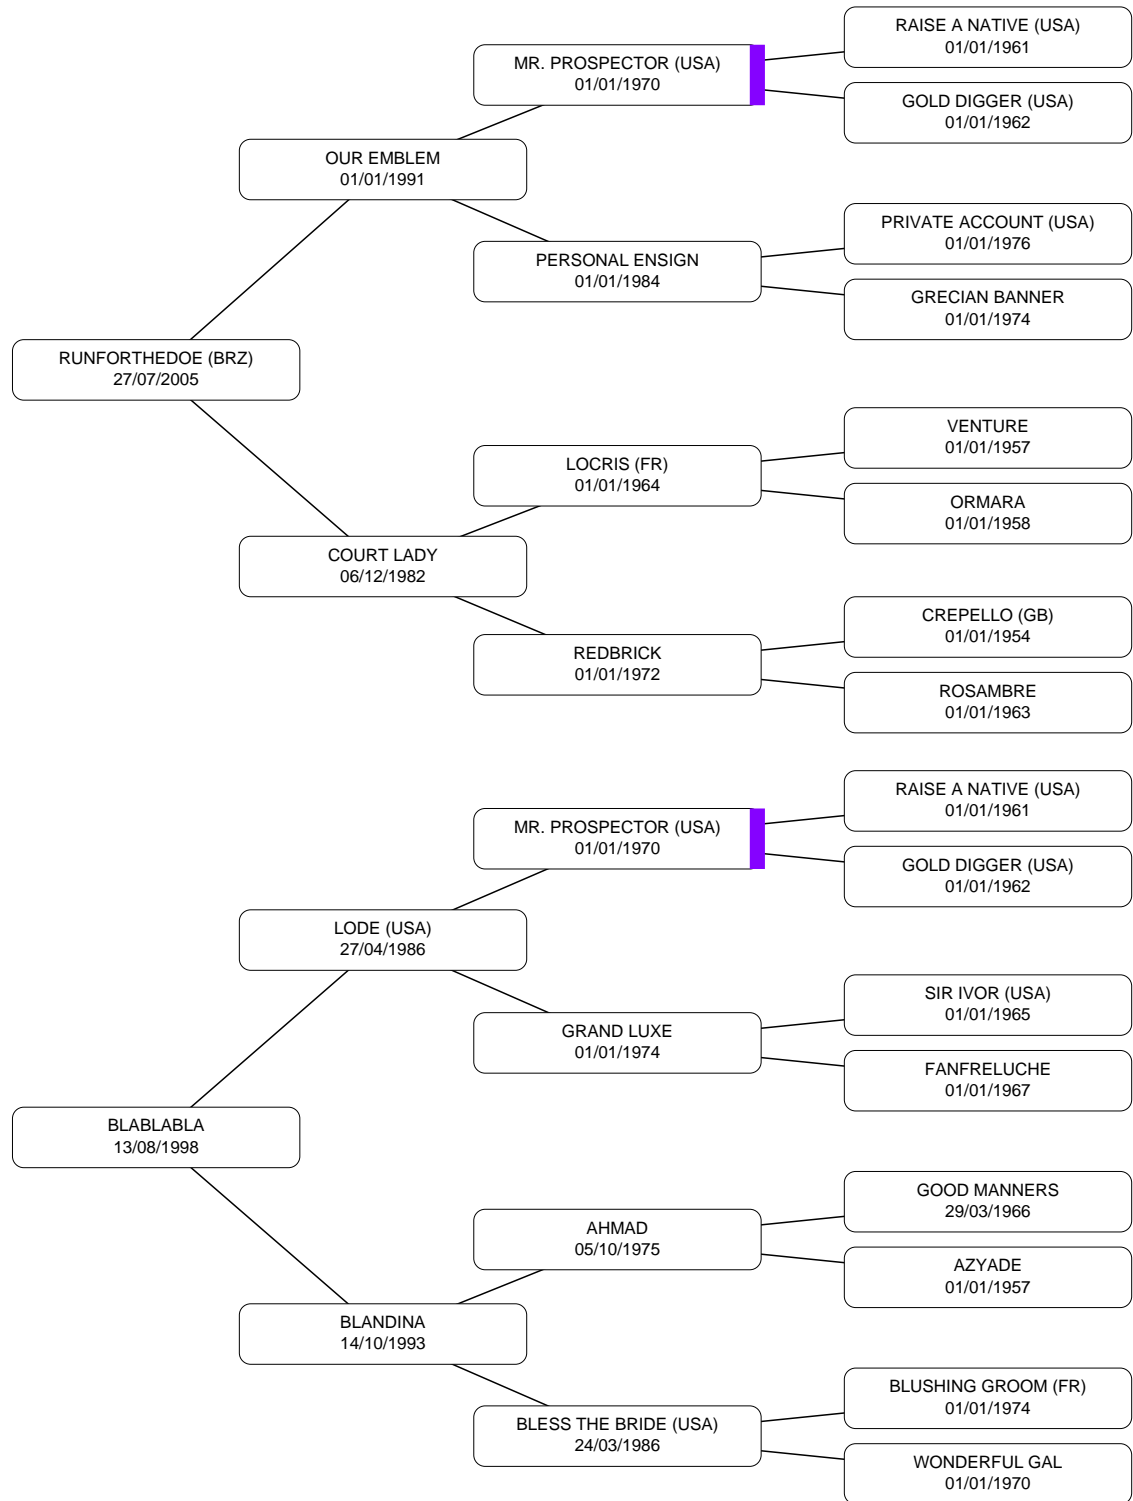 RAISE A NATIVE (USA)
01/01/1961
MR. PROSPECTOR (USA)
01/01/1970
GOLD DIGGER (USA)
01/01/1962
OUR EMBLEM
01/01/1991
PRIVATE ACCOUNT (USA)
01/01/1976
PERSONAL ENSIGN
01/01/1984
GRECIAN BANNER
01/01/1974
RUNFORTHEDOE (BRZ)
27/07/2005
VENTURE
01/01/1957
LOCRIS (FR)
01/01/1964
ORMARA
01/01/1958
COURT LADY
06/12/1982
CREPELLO (GB)
01/01/1954
REDBRICK
01/01/1972
ROSAMBRE
01/01/1963
RAISE A NATIVE (USA)
01/01/1961
MR. PROSPECTOR (USA)
01/01/1970
GOLD DIGGER (USA)
01/01/1962
LODE (USA)
27/04/1986
SIR IVOR (USA)
01/01/1965
GRAND LUXE
01/01/1974
FANFRELUCHE
01/01/1967
BLABLABLA
13/08/1998
GOOD MANNERS
29/03/1966
AHMAD
05/10/1975
AZYADE
01/01/1957
BLANDINA
14/10/1993
BLUSHING GROOM (FR)
01/01/1974
BLESS THE BRIDE (USA)
24/03/1986
WONDERFUL GAL
01/01/1970